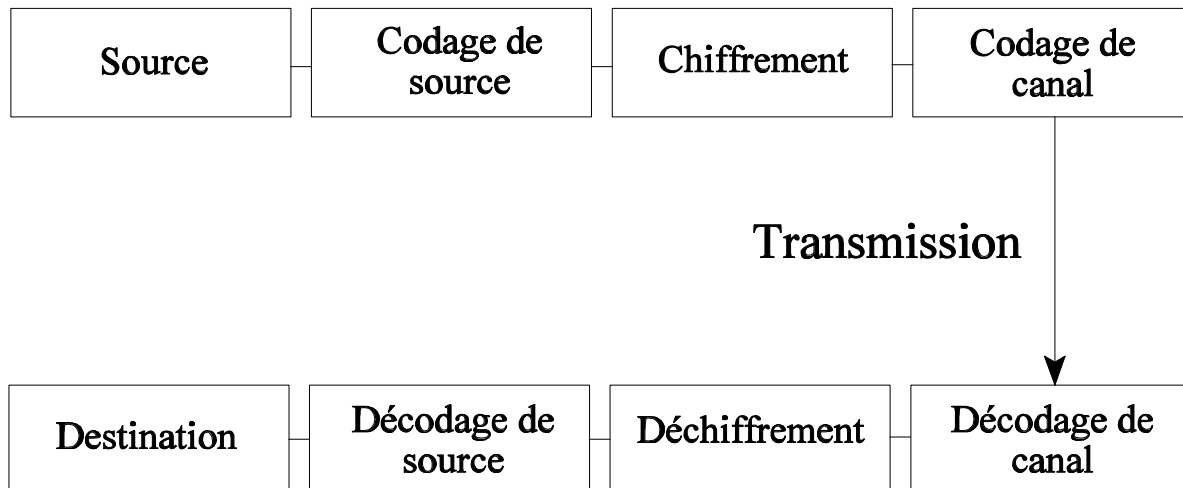 Source
Codage de
source
Chiffrement
Codage de
canal
Transmission
Destination
Décodage de
source
Déchiffrement
Décodage de
canal